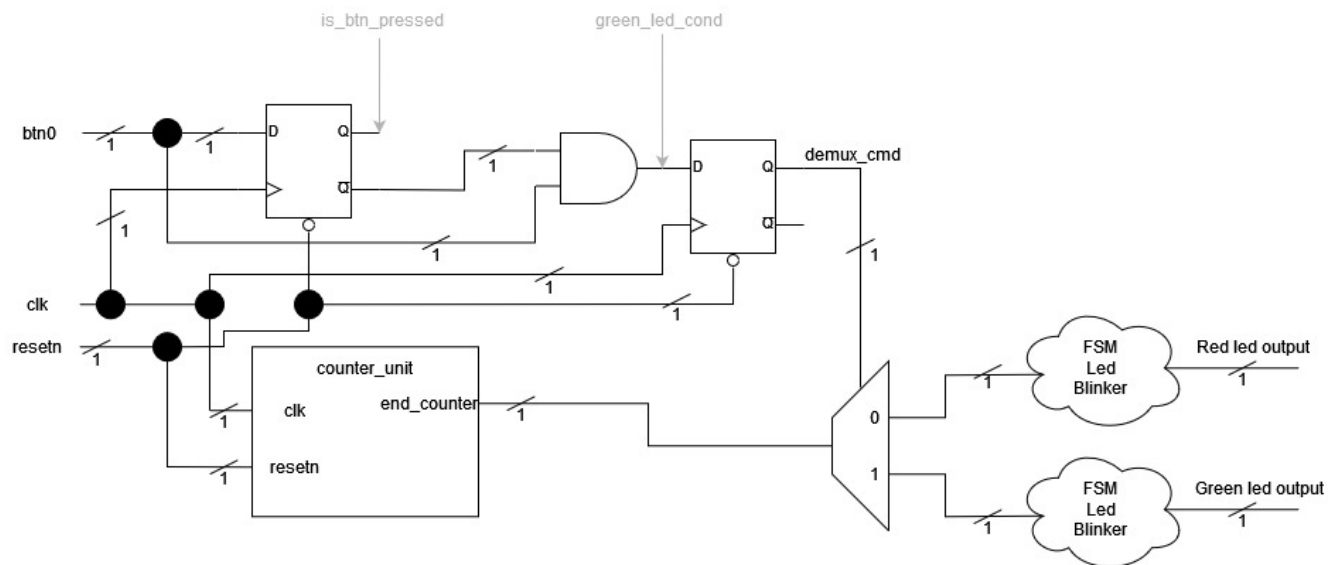 is_btn_pressed
green_led_cond
btn0
1
1
D
Q
Q
1
1
1
D
Q
Q
demux_cmd
1
1
clk
1
1
resetn
1
counter_unit
clk
1
end_counter
1
resetn
1
0
1
1
FSM
Led
Blinker
Red led output
1
1
FSM
Led
Blinker
Green led output
1